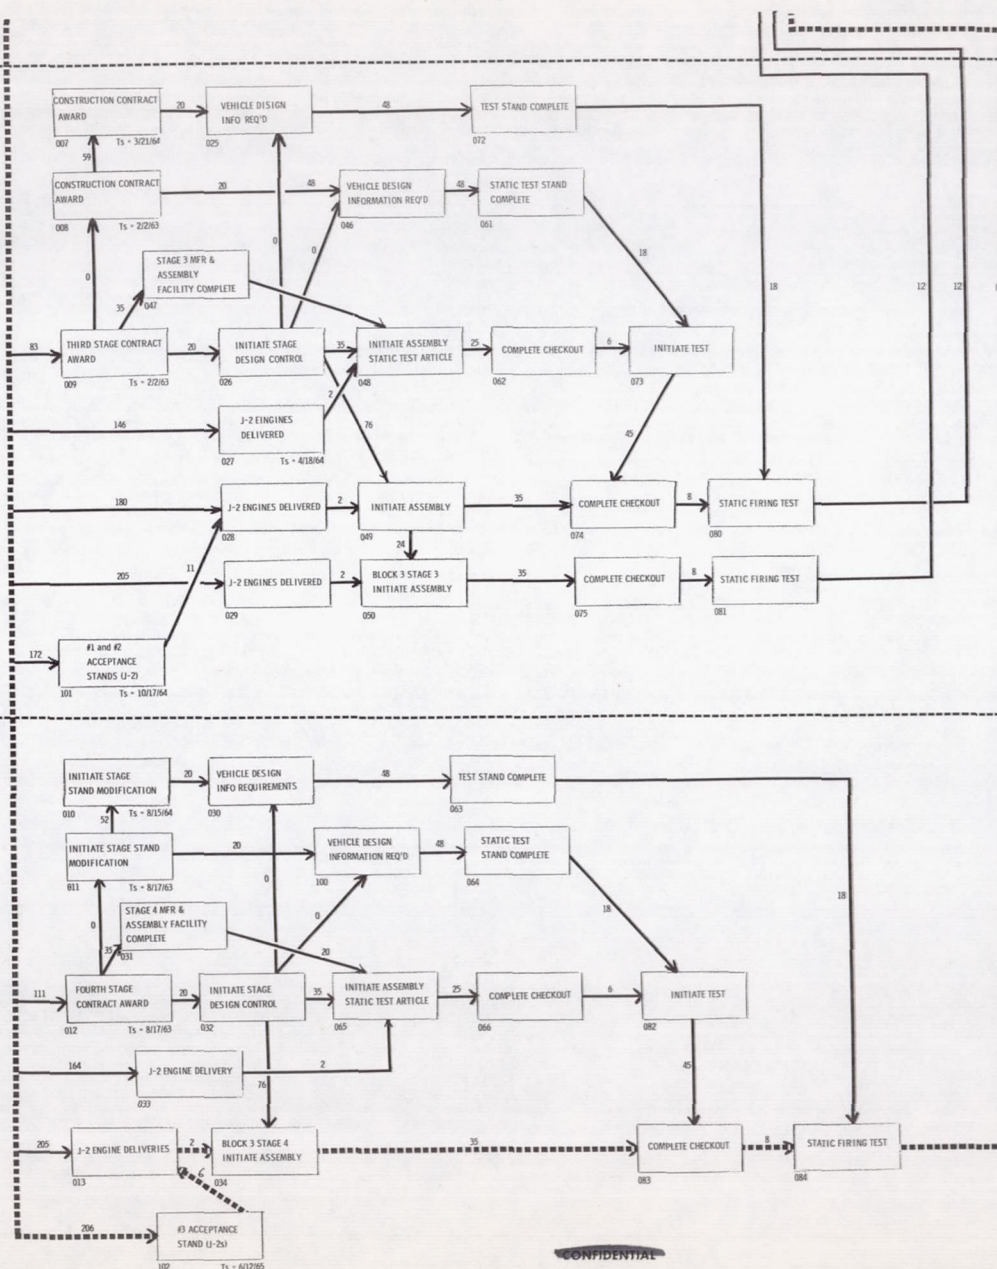 CONSTRUCTION CONTRACT
AWARD
007
Ts - 3/21/64
20
VEHICLE DISIGN
INFO REQ'D
025
48
TEST STAND COMPLETE
072
59
CONSTRUCTION CONTRACT
AWARD
008
Ts - 2/2/63
20
48
VEHICLE DESIGN
INFORMATION REQ'D
046
48
STATIC TEST STAND
COMPLETE
061
0
0
0
18
18
12
12
STAGE 3 MFR &
ASSEMBLY
FACILITY COMPLETE
047
35
83
THIRD STAGE CONTRACT
AWARD
009
Ts - 2/2/63
20
INITIATE STAGE
DESIGN CONTROL
026
35
INITIATE ASSEMBLY
STATIC TEST ARTICLE
048
25
COMPLETE CHECKOUT
062
6
INITIATE TEST
073
2
76
45
146
J-2 EINGINES
DELIVERED
027
Ts - 4/18/64
180
J-2 ENGINES DELIVERED
028
2
INITIATE ASSEMBLY
049
35
COMPLETE CHECKOUT
074
8
STATIC FIRING TEST
080
24
205
11
J-2 ENGINES DELIVERED
029
2
BLOCK 3 STAGE 3
INITIATE ASSEMBLY
050
35
COMPLETE CHECKOUT
075
8
STATIC FIRING TEST
081
172
#1 and #2
ACCEPTANCE
STANDS (J-2)
101
Ts - 10/17/64
INITIATE STAGE
STAND MODIFICATION
010
Ts - 8/15/64
20
VEHICLE DESIGN
INFO REQUIREMENTS
030
48
TEST STAND COMPLETE
063
52
INITIATE STAGE STAND
MODIFICATION
011
Ts - 8/17/63
20
VEHICLE DESIGN
INFORMATION REQ'D
100
48
STATIC TEST
STAND COMPLETE
064
0
0
0
18
18
STAGE 4 MFR &
ASSEMBLY FACILITY
COMPLETE
031
35
20
111
FOURTH STAGE
CONTRACT AWARD
012
Ts - 8/17/63
20
INITIATE STAGE
DESIGN CONTROL
032
35
INITIATE ASSEMBLY
STATIC TEST ARTICLE
065
25
COMPLETE CHECKOUT
066
6
INITIATE TEST
082
164
J-2 ENGINE DELIVERY
033
2
76
45
205
J-2 ENGINE DELIVERIES
013
2
BLOCK 3 STAGE 4
INITIATE ASSEMBLY
034
35
COMPLETE CHECKOUT
083
8
STATIC FIRING TEST
084
6
206
#3 ACCEPTANCE
STAND (J-2s)
102
Ts - 6/12/65
CONFIDENTIAL